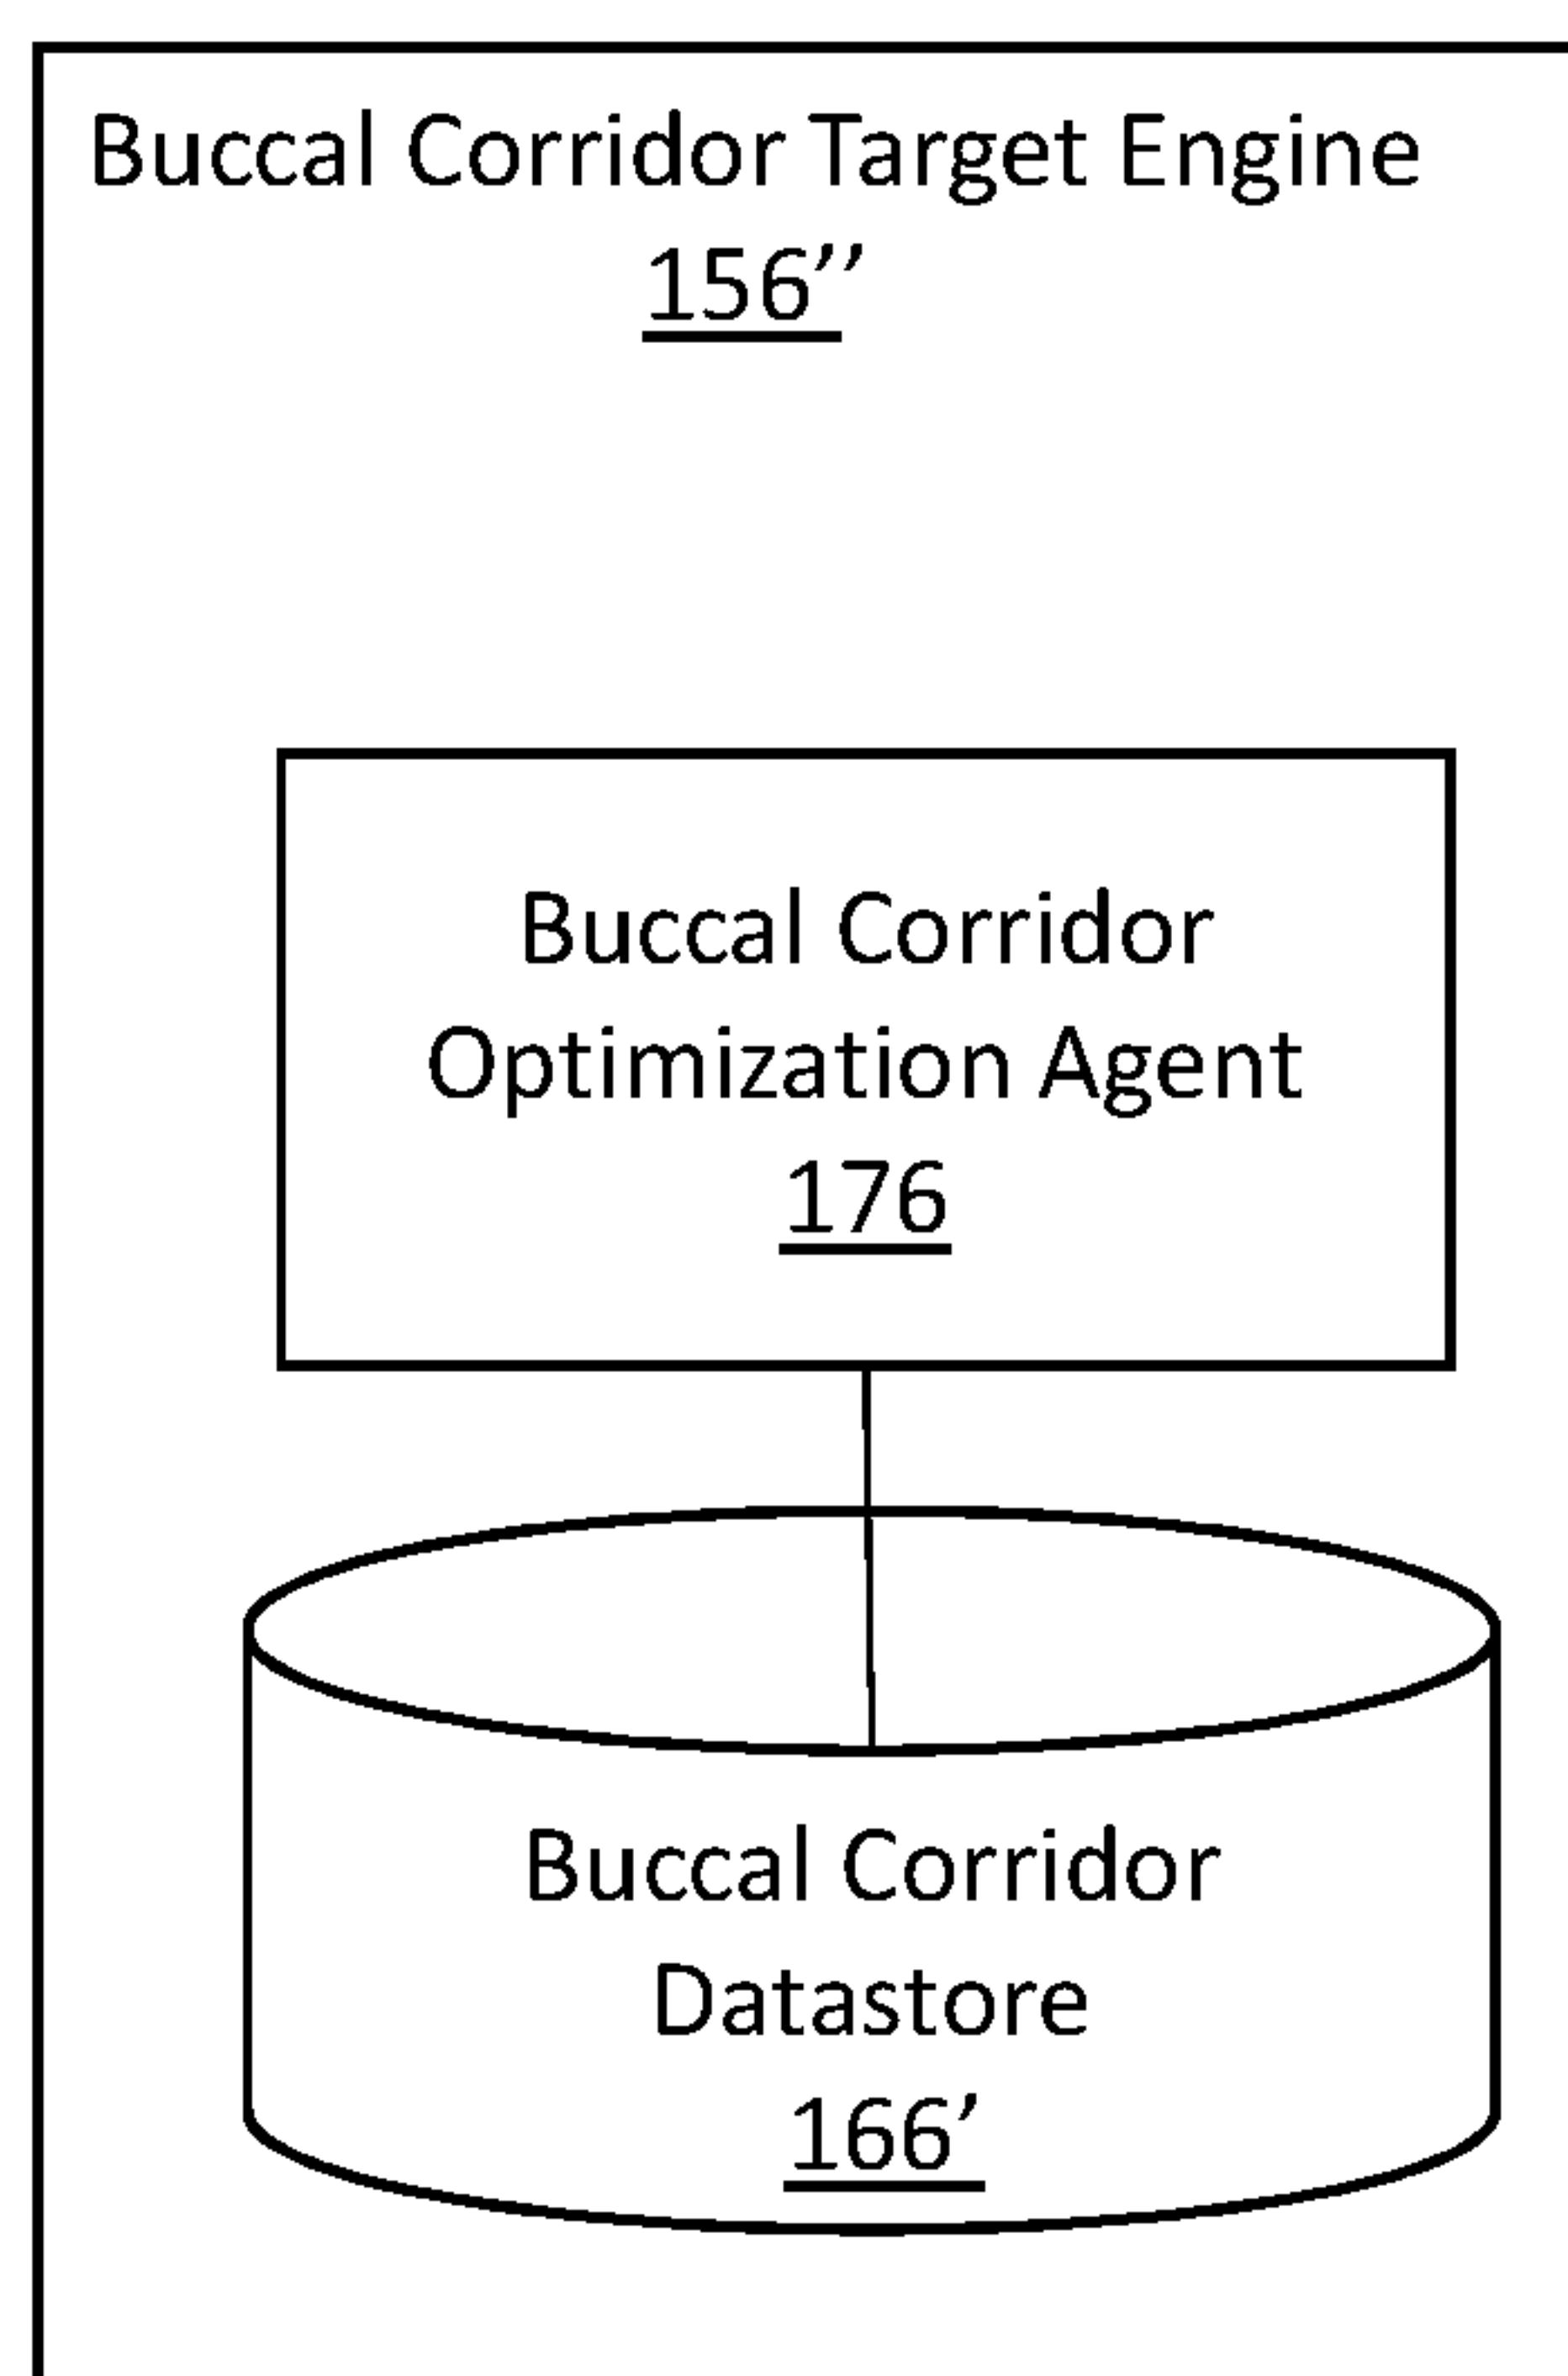 Buccal Corridor Target Engine
156’’
Buccal Corridor
Optimization Agent
176
Buccal Corridor
Datastore
166’